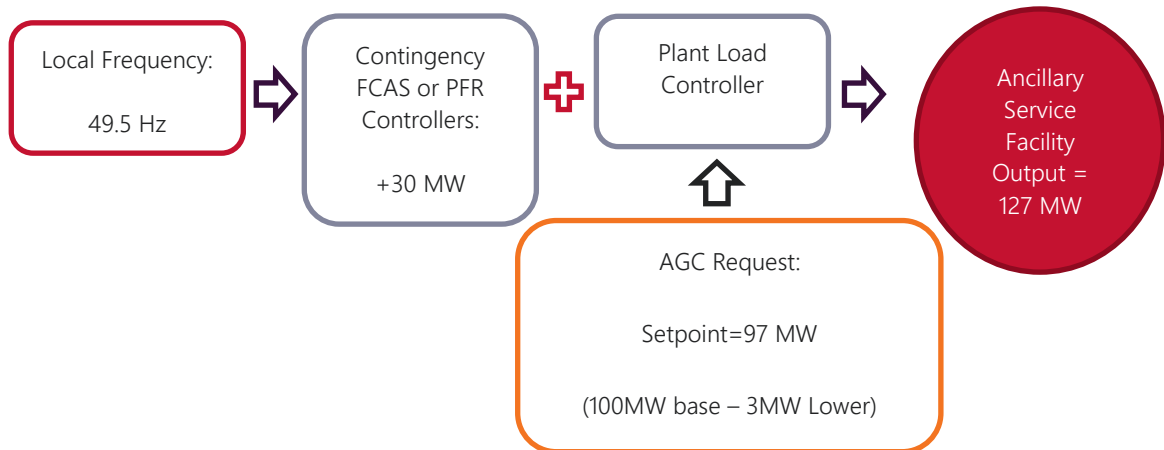 Local Frequency:
49.5 Hz
Contingency
FCAS or PFR
Controllers:
+30 MW
Plant Load
Controller
Ancillary
Service
Facility
Output =
127 MW
AGC Request:
Setpoint=97 MW
(100MW base – 3MW Lower)